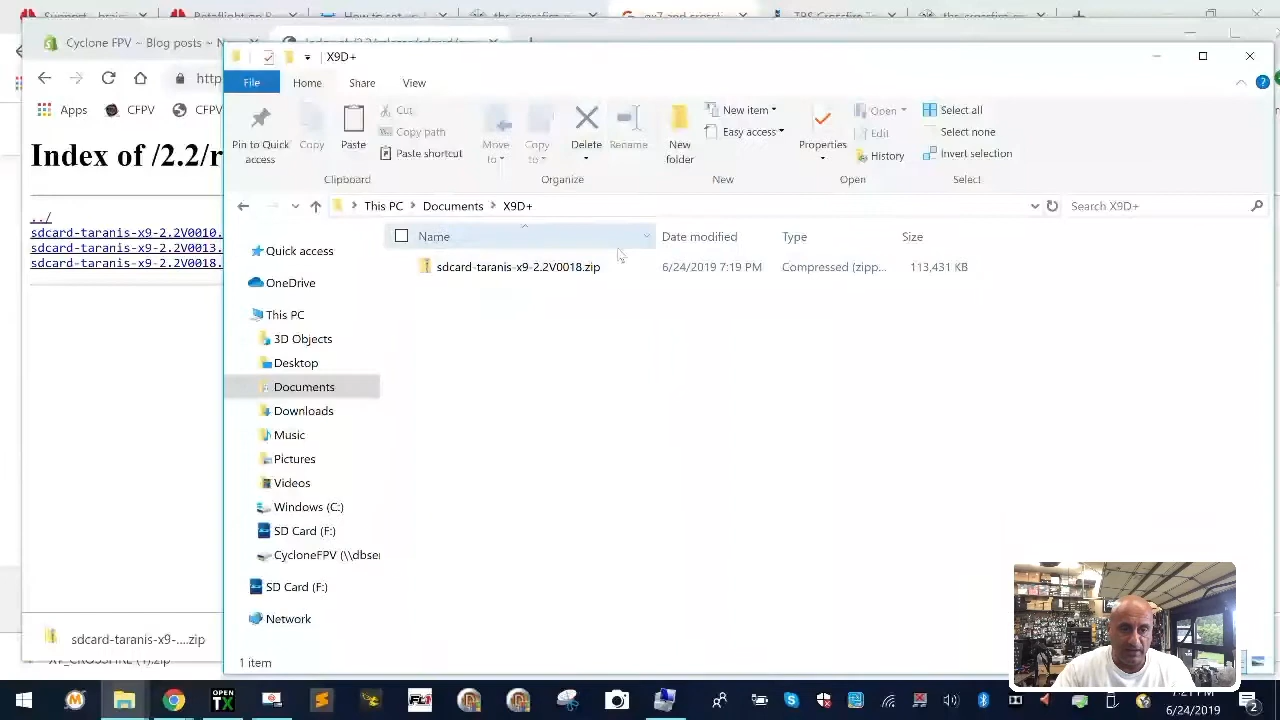 Cyclone FPV – Blog posts – N
X9D+
File
Home
Share
View
http
Apps
CFPV
CFPV
Pin to Quick access
Copy
Paste
Cut
Copy path
Paste shortcut
Clipboard
Move to
Copy to
Delete
Rename
Organize
New folder
New item
Easy access
New
Properties
Open
Edit
History
Open
Select all
Select none
Invert selection
Select
Index of /2.2/r
../
sdcard-taranis-x9-2.2V0010.
sdcard-taranis-x9-2.2V0013.
sdcard-taranis-x9-2.2V0018.
This PC
Documents
X9D+
Search X9D+
Name
Date modified
Type
Size
sdcard-taranis-x9-2.2V0018.zip
6/24/2019 7:19 PM
Compressed (zipp...
113,431 KB
Quick access
OneDrive
This PC
3D Objects
Desktop
Documents
Downloads
Music
Pictures
Videos
Windows (C:)
SD Card (F:)
CycloneFPV (\\dbser
SD Card (F:)
Network
1 item
sdcard-taranis-x9-....zip
OPEN
TX
6/24/2019
2